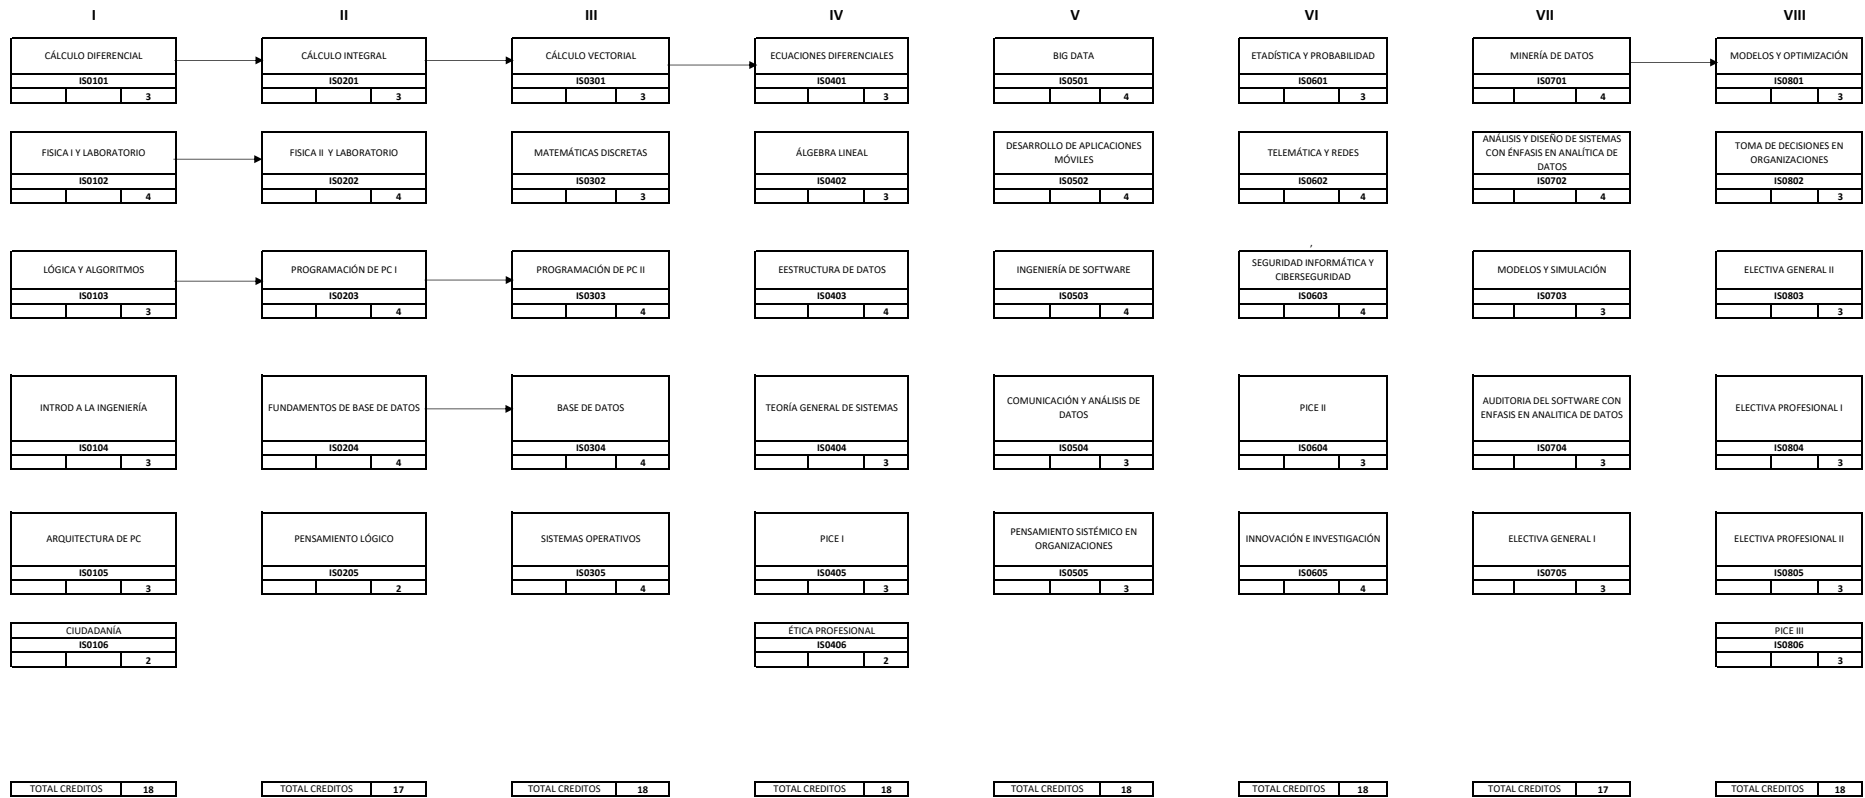 I II III IV V VI VII VIII
CÁLCULO DIFERENCIAL
IS0101
3
CÁLCULO INTEGRAL
IS0201
3
CÁLCULO VECTORIAL
IS0301
3
ECUACIONES DIFERENCIALES
IS0401
3
BIG DATA
IS0501
4
ETADÍSTICA Y PROBABILIDAD
IS0601
3
MINERÍA DE DATOS
IS0701
4
MODELOS Y OPTIMIZACIÓN
IS0801
3
FISICA I Y LABORATORIO
IS0102
4
FISICA II Y LABORATORIO
IS0202
4
MATEMÁTICAS DISCRETAS
IS0302
3
ÁLGEBRA LINEAL
IS0402
3
DESARROLLO DE APLICACIONES
MÓVILES
IS0502
4
TELEMÁTICA Y REDES
IS0602
4
ANÁLISIS Y DISEÑO DE SISTEMAS
CON ÉNFASIS EN ANALÍTICA DE
DATOS
IS0702
4
TOMA DE DECISIONES EN
ORGANIZACIONES
IS0802
3
LÓGICA Y ALGORITMOS
IS0103
3
PROGRAMACIÓN DE PC I
IS0203
4
PROGRAMACIÓN DE PC II
IS0303
4
EESTRUCTURA DE DATOS
IS0403
4
INGENIERÍA DE SOFTWARE
IS0503
4
,
SEGURIDAD INFORMÁTICA Y
CIBERSEGURIDAD
IS0603
4
MODELOS Y SIMULACIÓN
IS0703
3
ELECTIVA GENERAL II
IS0803
3
INTROD A LA INGENIERÍA
IS0104
3
FUNDAMENTOS DE BASE DE DATOS
IS0204
4
BASE DE DATOS
IS0304
4
TEORÍA GENERAL DE SISTEMAS
IS0404
3
COMUNICACIÓN Y ANÁLISIS DE
DATOS
IS0504
3
PICE II
IS0604
3
AUDITORIA DEL SOFTWARE CON
ENFASIS EN ANALITICA DE DATOS
IS0704
3
ELECTIVA PROFESIONAL I
IS0804
3
ARQUITECTURA DE PC
IS0105
3
PENSAMIENTO LÓGICO
IS0205
2
SISTEMAS OPERATIVOS
IS0305
4
PICE I
IS0405
3
PENSAMIENTO SISTÉMICO EN
ORGANIZACIONES
IS0505
3
INNOVACIÓN E INVESTIGACIÓN
IS0605
4
ELECTIVA GENERAL I
IS0705
3
ELECTIVA PROFESIONAL II
IS0805
3
CIUDADANÍA
IS0106
2
ÉTICA PROFESIONAL
IS0406
2
PICE III
IS0806
3
TOTAL CREDITOS 18
TOTAL CREDITOS 17
TOTAL CREDITOS 18
TOTAL CREDITOS 18
TOTAL CREDITOS 18
TOTAL CREDITOS 18
TOTAL CREDITOS 17
TOTAL CREDITOS 18